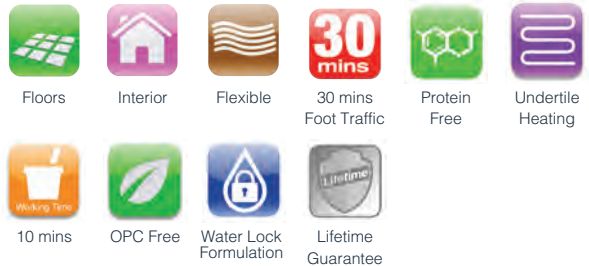 30
mins
Floors
Interior
Flexible
30 mins
Foot Traffic
Protein
Free
Undertile
Heating
Working Time
Lifetime
10 mins
OPC Free
Water Lock
Formulation
Lifetime
Guarantee